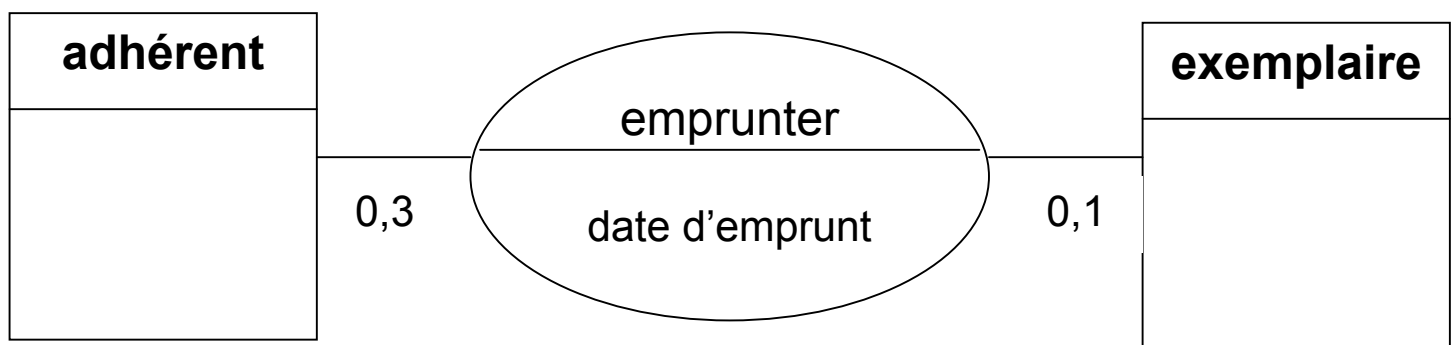 adhérent
emprunter
exemplaire
0,3
date d’emprunt
0,1